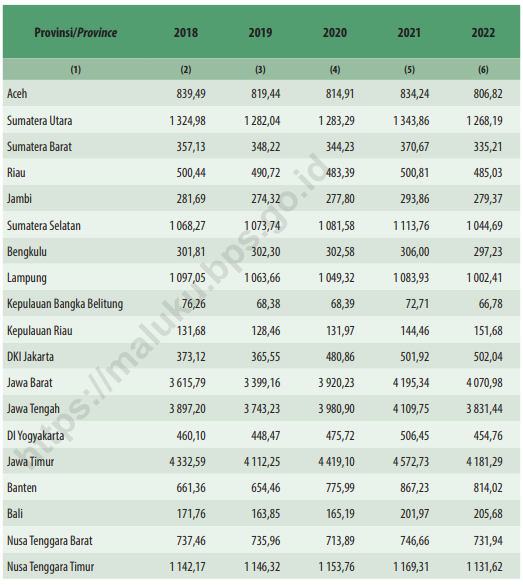 Provinsi/Province 2018 2019 2020 2021 2022
(1) (2) (3) (4) (5) (6)
Aceh 839,49 819,44 814,91 834,24 806,82
Sumatera Utara 1 324,98 1 282,04 1 283,29 1 343,86 1 268,19
Sumatera Barat 357,13 348,22 344,23 370,67 335,21
Riau 500,44 490,72 483,39 500,81 485,03
Jambi 281,69 274,32 277,80 293,86 279,37
Sumatera Selatan 1 068,27 1 073,74 1 081,58 1 113,76 1 044,69
Bengkulu 301,81 302,30 302,58 306,00 297,23
Lampung 1 097,05 1 063,66 1 049,32 1 083,93 1 002,41
Kepulauan Bangka Belitung 76,26 68,38 68,39 72,71 66,78
Kepulauan Riau 131,68 128,46 131,97 144,46 151,68
DKI Jakarta 373,12 365,55 480,86 501,92 502,04
Jawa Barat 3 615,79 3 399,16 3 920,23 4 195,34 4 070,98
Jawa Tengah 3 897,20 3 743,23 3 980,90 4 109,75 3 831,44
DI Yogyakarta 460,10 448,47 475,72 506,45 454,76
Jawa Timur 4 332,59 4 112,25 4 419,10 4 572,73 4 181,29
Banten 661,36 654,46 775,99 867,23 814,02
Bali 171,76 163,85 165,19 201,97 205,68
Nusa Tenggara Barat 737,46 735,96 713,89 746,66 731,94
Nusa Tenggara Timur 1 142,17 1 146,32 1 153,76 1 169,31 1 131,62
https://maluku.bps.go.id